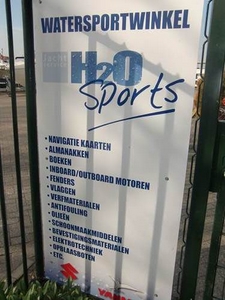 WATERSPORTWINKEL
H2O
Sports
• NAVIGATIE KAARTEN
• ALMANAKKEN
• BOEKEN
• INBOARD/OUTBOARD MOTOREN
• FENDERS
• VLAGGEN
• VERFMATERIALEN
• ANTIFOULING
• OLIEN
• SCHOONMAAKMIDDELEN
• BEVESTIGINGSMATERIALEN
• ELEKTROTECHNIEK
• OPBLAASBOTEN
• ETC.